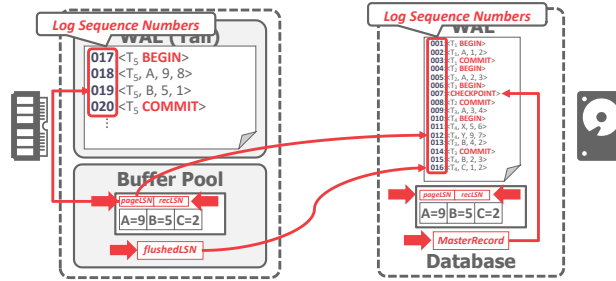 Log Sequence Numbers
WAL (Tail)
017:<T₅ BEGIN>
018:<T₅, A, 9, 8>
019:<T₅, B, 5, 1>
020:<T₅ COMMIT>
⋮
Buffer Pool
pageLSN recLSN
A=9 B=5 C=2
flushedLSN
Log Sequence Numbers
WAL
001:<T₁ BEGIN>
002:<T₁, A, 1, 2>
003:<T₁ COMMIT>
004:<T₂ BEGIN>
005:<T₂, A, 2, 3>
006:<T₃ BEGIN>
007:<CHECKPOINT>
008:<T₂ COMMIT>
009:<T₃, A, 3, 4>
010:<T₄ BEGIN>
011:<T₄, X, 5, 6>
012:<T₄, Y, 9, 7>
013:<T₃, B, 4, 2>
014:<T₃ COMMIT>
015:<T₄, B, 2, 3>
016:<T₄, C, 1, 2>
pageLSN recLSN
A=9 B=5 C=2
MasterRecord
Database